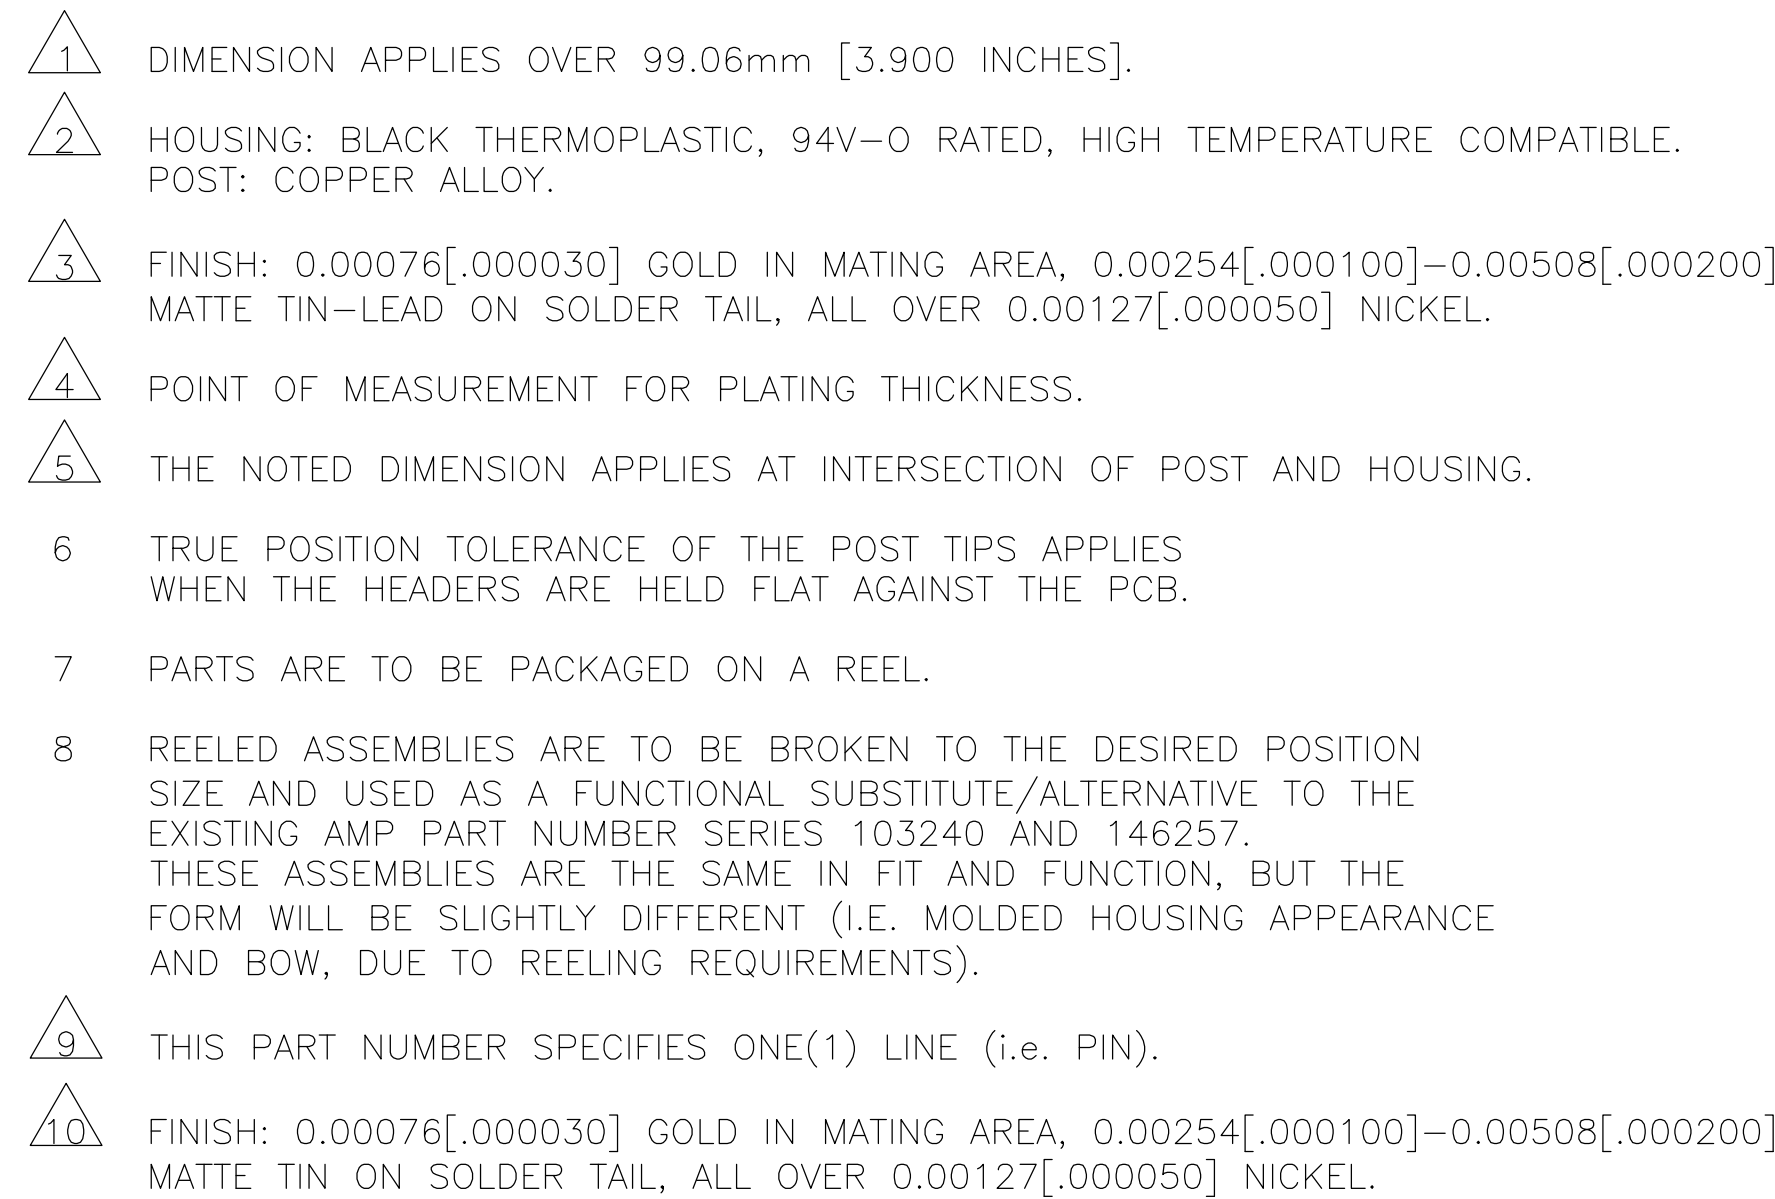 1 DIMENSION APPLIES OVER 99.06mm [3.900 INCHES].
2 HOUSING: BLACK THERMOPLASTIC, 94V-O RATED, HIGH TEMPERATURE COMPATIBLE.
POST: COPPER ALLOY.
3 FINISH: 0.00076[.000030] GOLD IN MATING AREA, 0.00254[.000100]-0.00508[.000200]
MATTE TIN-LEAD ON SOLDER TAIL, ALL OVER 0.00127[.000050] NICKEL.
4 POINT OF MEASUREMENT FOR PLATING THICKNESS.
5 THE NOTED DIMENSION APPLIES AT INTERSECTION OF POST AND HOUSING.
6 TRUE POSITION TOLERANCE OF THE POST TIPS APPLIES
WHEN THE HEADERS ARE HELD FLAT AGAINST THE PCB.
7 PARTS ARE TO BE PACKAGED ON A REEL.
8 REELED ASSEMBLIES ARE TO BE BROKEN TO THE DESIRED POSITION
SIZE AND USED AS A FUNCTIONAL SUBSTITUTE/ALTERNATIVE TO THE
EXISTING AMP PART NUMBER SERIES 103240 AND 146257.
THESE ASSEMBLIES ARE THE SAME IN FIT AND FUNCTION, BUT THE
FORM WILL BE SLIGHTLY DIFFERENT (I.E. MOLDED HOUSING APPEARANCE
AND BOW, DUE TO REELING REQUIREMENTS).
9 THIS PART NUMBER SPECIFIES ONE(1) LINE (i.e. PIN).
10 FINISH: 0.00076[.000030] GOLD IN MATING AREA, 0.00254[.000100]-0.00508[.000200]
MATTE TIN ON SOLDER TAIL, ALL OVER 0.00127[.000050] NICKEL.